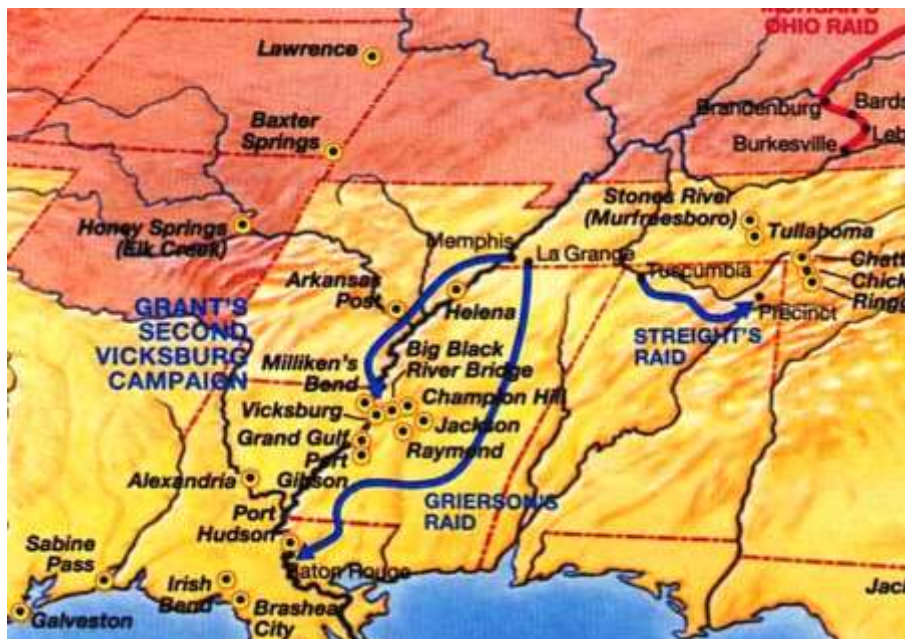 MORGAN'S
OHIO RAID
Lawrence
Brandenburg
Bards
Baxter
Springs
Leb
Burkesville
Stones River
(Murfreesboro)
Honey Springs
(Elk Creek)
Tullahoma
Memphis
La Grange
Chatt
Chick
Ringg
Tuscumbia
Arkansas
Post
Helena
Precinct
GRANT'S
SECOND
VICKSBURG
CAMPAIGN
STREIGHT'S
RAID
Big Black
River Bridge
Milliken's
Bend
Champion Hill
Vicksburg
Jackson
Grand Gulf
Raymond
Port
Gibson
Alexandria
GRIERSON'S
RAID
Port
Hudson
Sabine
Pass
Baton Rouge
Irish
Bend
Jack
Brashear
City
Galveston